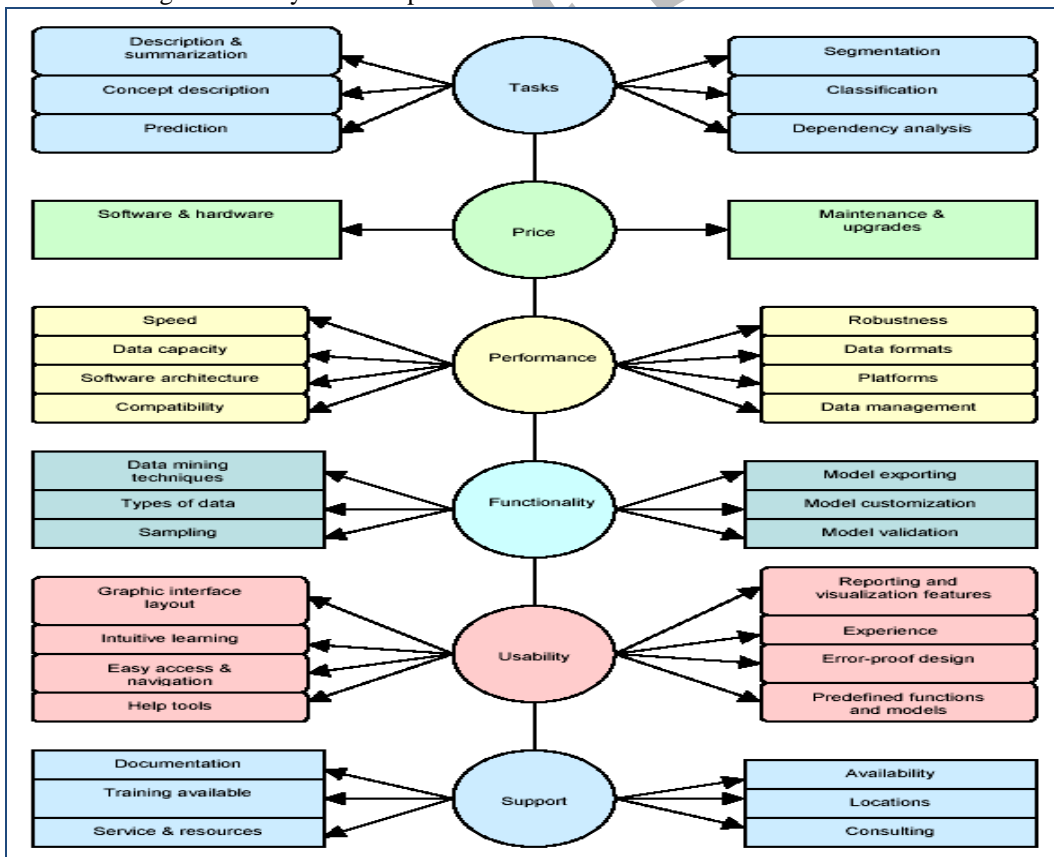 Description &
summarization
Concept description
Prediction
Tasks
Segmentation
Classification
Dependency analysis
Software & hardware
Price
Maintenance &
upgrades
Speed
Data capacity
Software architecture
Compatibility
Performance
Robustness
Data formats
Platforms
Data management
Data mining
techniques
Types of data
Sampling
Functionality
Model exporting
Model customization
Model validation
Graphic interface
layout
Intuitive learning
Easy access &
navigation
Help tools
Usability
Reporting and
visualization features
Experience
Error-proof design
Predefined functions
and models
Documentation
Training available
Service & resources
Support
Availability
Locations
Consulting